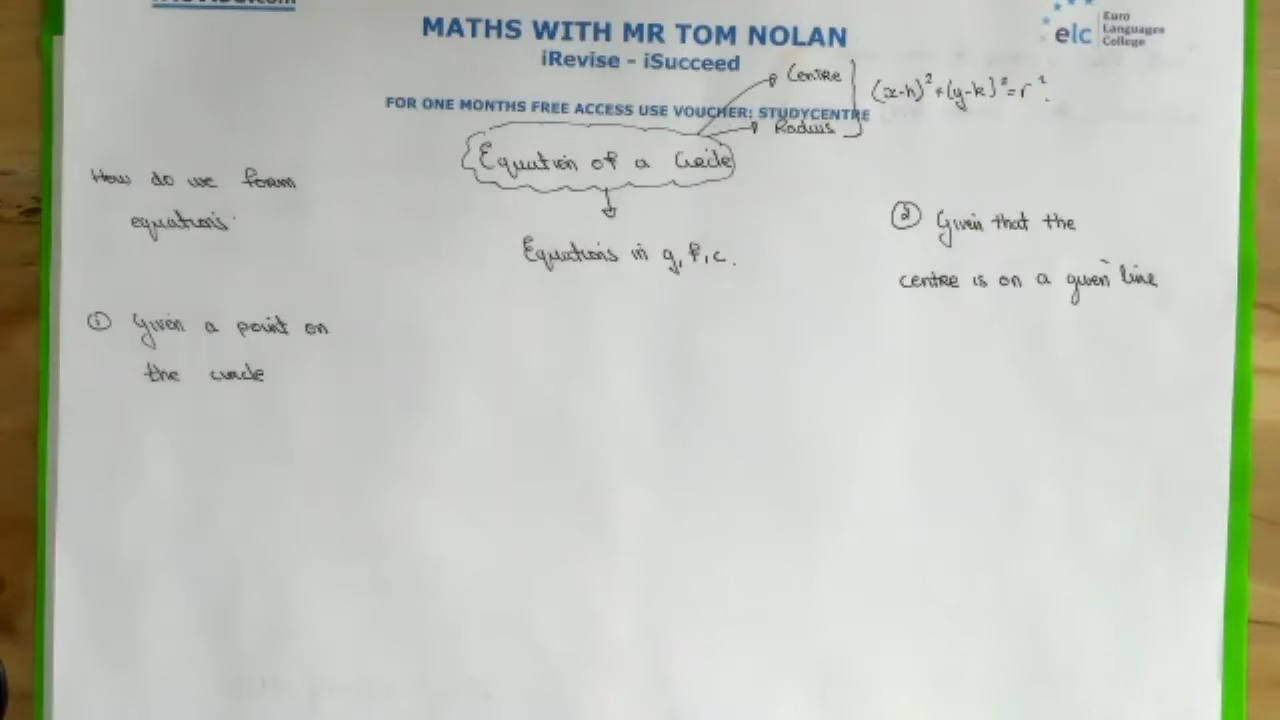 MATHS WITH MR TOM NOLAN
iRevise - iSucceed
elc Euro
Languages
College
FOR ONE MONTHS FREE ACCESS USE VOUCHER: STUDYCENTRE
Centre
Radius
(x-h)²+(y-k)²=r².
Equation of a Circle
Equations in g, f, c.
How do we form
equations.
① Given a point on
the circle
② Given that the
centre is on a given line